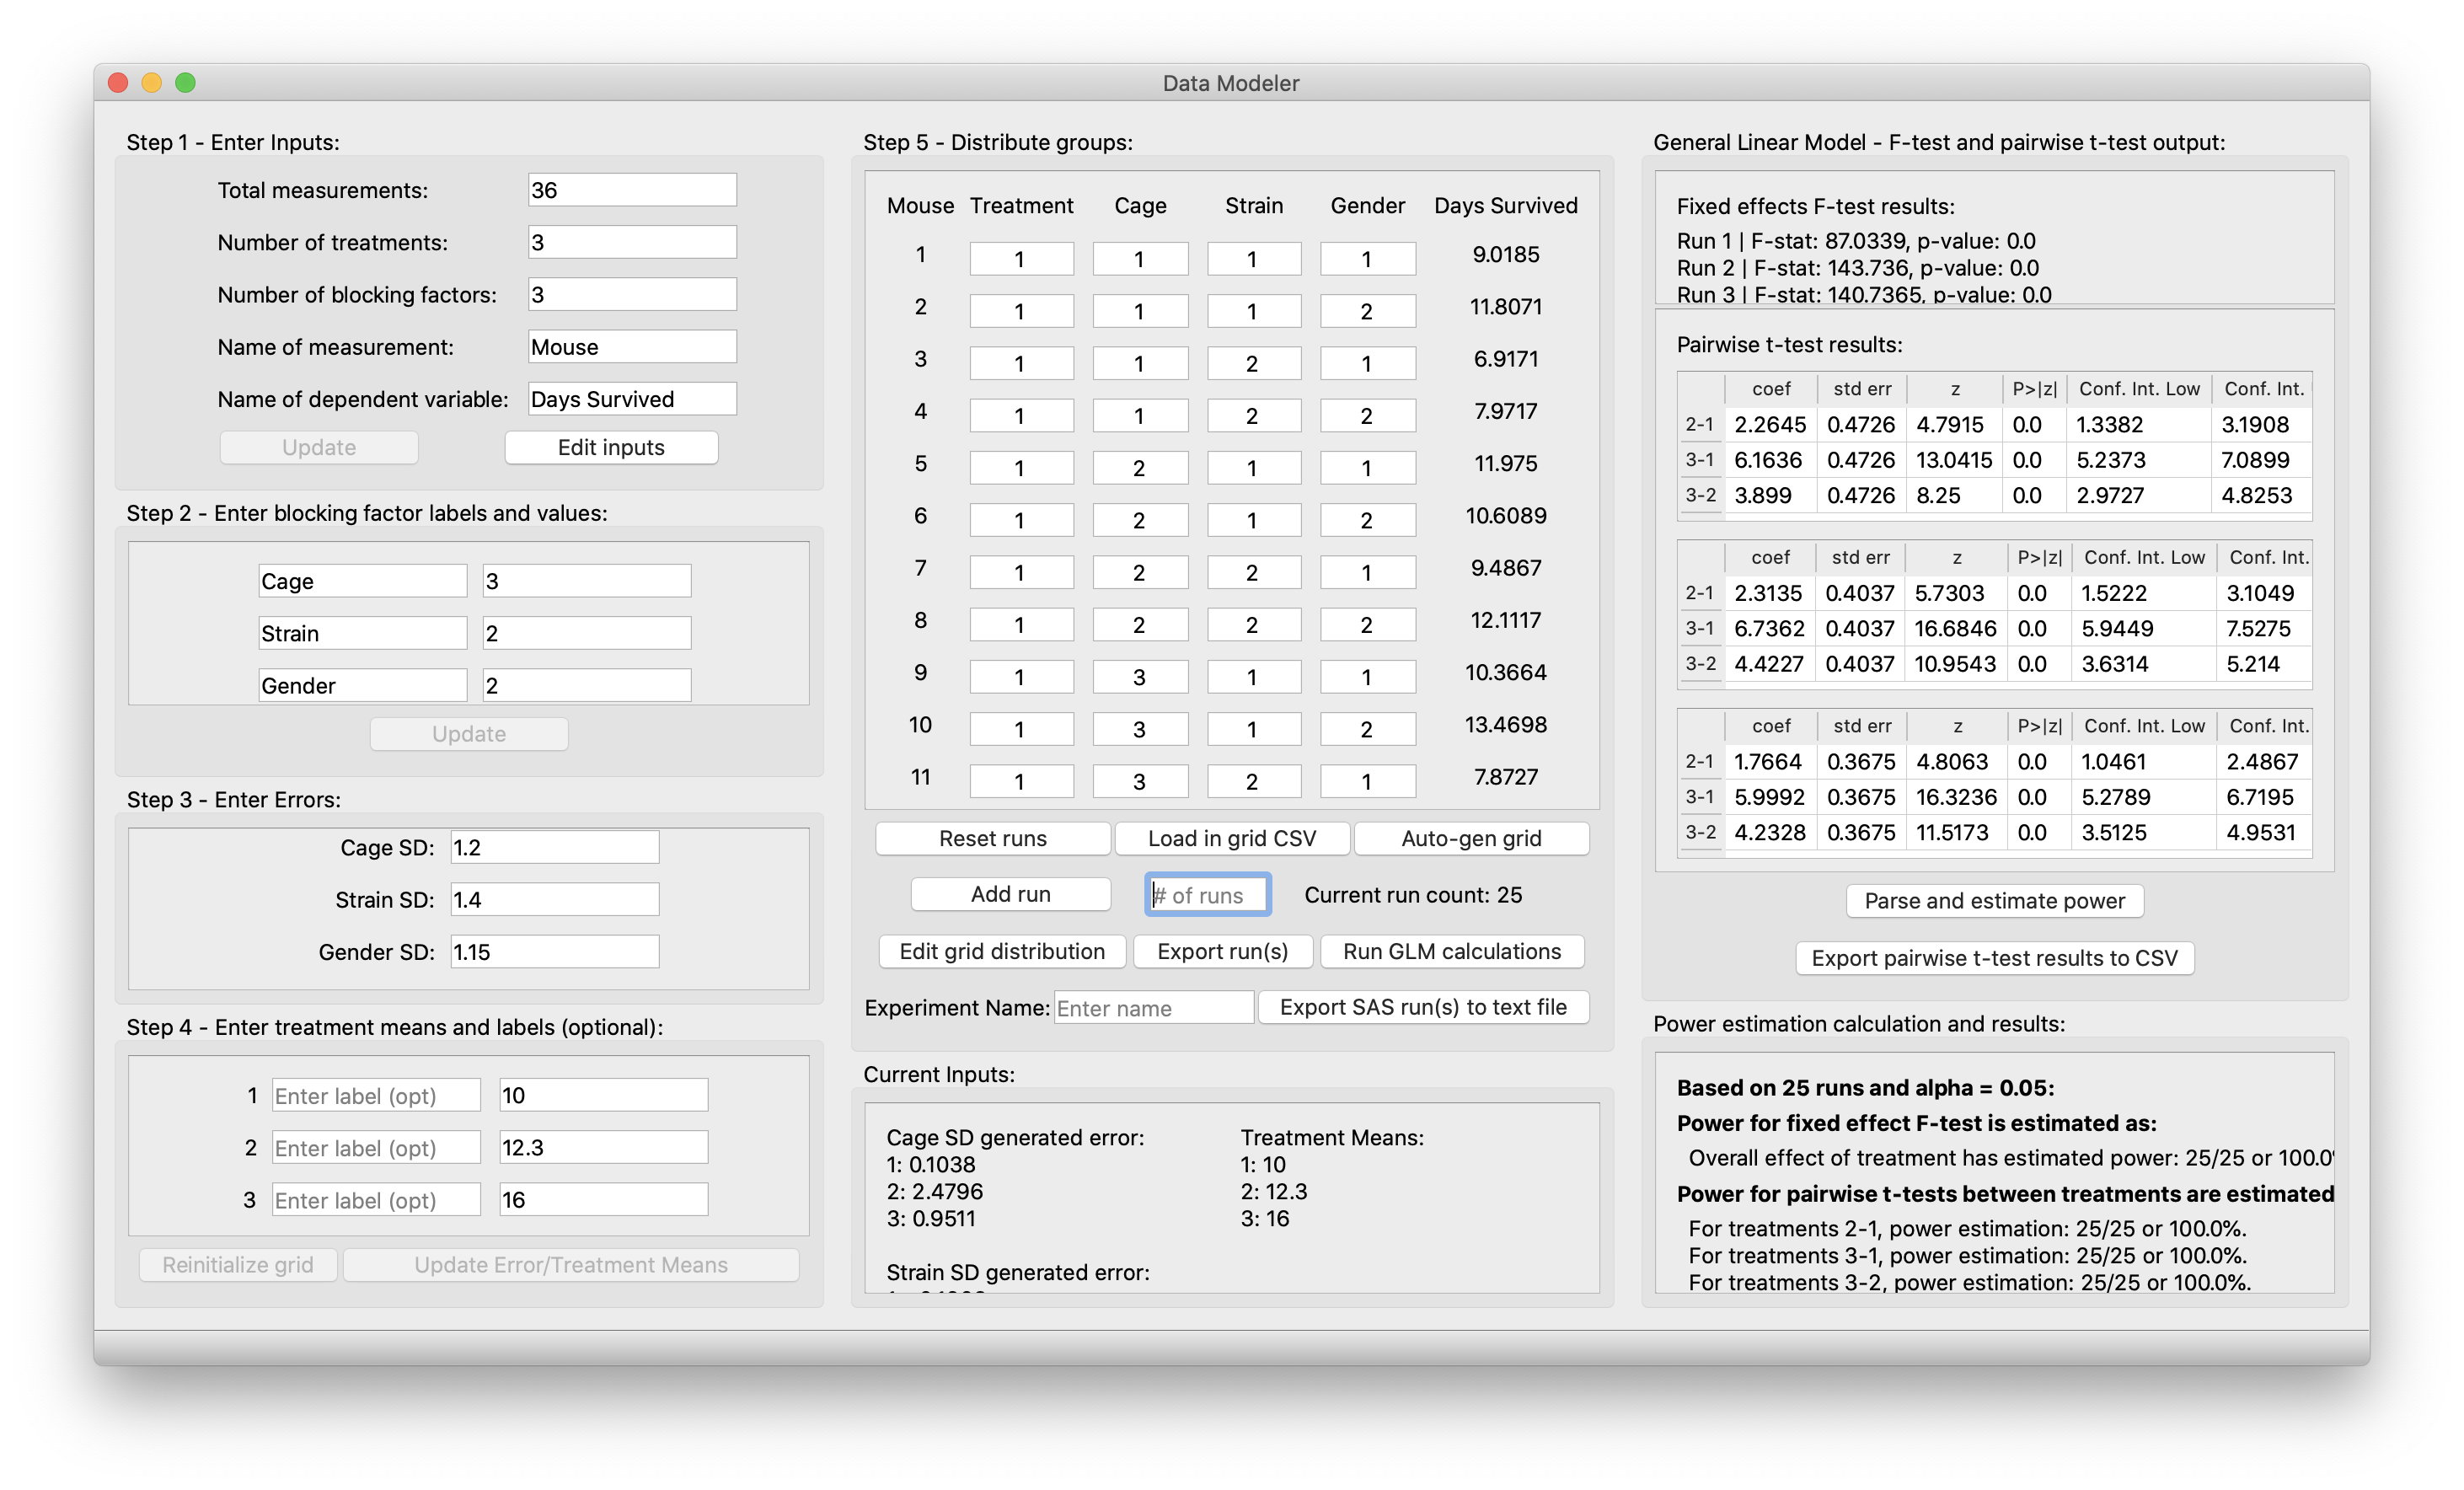 Data Modeler
Step 1 - Enter Inputs:
Total measurements: 36
Number of treatments: 3
Number of blocking factors: 3
Name of measurement: Mouse
Name of dependent variable: Days Survived
Update Edit inputs
Step 2 - Enter blocking factor labels and values:
Cage 3
Strain 2
Gender 2
Update
Step 3 - Enter Errors:
Cage SD: 1.2
Strain SD: 1.4
Gender SD: 1.15
Step 4 - Enter treatment means and labels (optional):
1 Enter label (opt) 10
2 Enter label (opt) 12.3
3 Enter label (opt) 16
Reinitialize grid Update Error/Treatment Means
Step 5 - Distribute groups:
Mouse Treatment Cage Strain Gender Days Survived
1 1 1 1 1 9.0185
2 1 1 1 2 11.8071
3 1 1 2 1 6.9171
4 1 1 2 2 7.9717
5 1 2 1 1 11.975
6 1 2 1 2 10.6089
7 1 2 2 1 9.4867
8 1 2 2 2 12.1117
9 1 3 1 1 10.3664
10 1 3 1 2 13.4698
11 1 3 2 1 7.8727
Reset runs Load in grid CSV Auto-gen grid
Add run # of runs Current run count: 25
Edit grid distribution Export run(s) Run GLM calculations
Experiment Name: Enter name Export SAS run(s) to text file
Current Inputs:
Cage SD generated error: Treatment Means:
1: 0.1038 1: 10
2: 2.4796 2: 12.3
3: 0.9511 3: 16
Strain SD generated error:
General Linear Model - F-test and pairwise t-test output:
Fixed effects F-test results:
Run 1 | F-stat: 87.0339, p-value: 0.0
Run 2 | F-stat: 143.736, p-value: 0.0
Run 3 | F-stat: 140.7365, p-value: 0.0
Pairwise t-test results:
coef std err z P>|z| Conf. Int. Low Conf. Int.
2-1 2.2645 0.4726 4.7915 0.0 1.3382 3.1908
3-1 6.1636 0.4726 13.0415 0.0 5.2373 7.0899
3-2 3.899 0.4726 8.25 0.0 2.9727 4.8253
coef std err z P>|z| Conf. Int. Low Conf. Int.
2-1 2.3135 0.4037 5.7303 0.0 1.5222 3.1049
3-1 6.7362 0.4037 16.6846 0.0 5.9449 7.5275
3-2 4.4227 0.4037 10.9543 0.0 3.6314 5.214
coef std err z P>|z| Conf. Int. Low Conf. Int.
2-1 1.7664 0.3675 4.8063 0.0 1.0461 2.4867
3-1 5.9992 0.3675 16.3236 0.0 5.2789 6.7195
3-2 4.2328 0.3675 11.5173 0.0 3.5125 4.9531
Parse and estimate power
Export pairwise t-test results to CSV
Power estimation calculation and results:
Based on 25 runs and alpha = 0.05:
Power for fixed effect F-test is estimated as:
Overall effect of treatment has estimated power: 25/25 or 100.0
Power for pairwise t-tests between treatments are estimated
For treatments 2-1, power estimation: 25/25 or 100.0%.
For treatments 3-1, power estimation: 25/25 or 100.0%.
For treatments 3-2, power estimation: 25/25 or 100.0%.